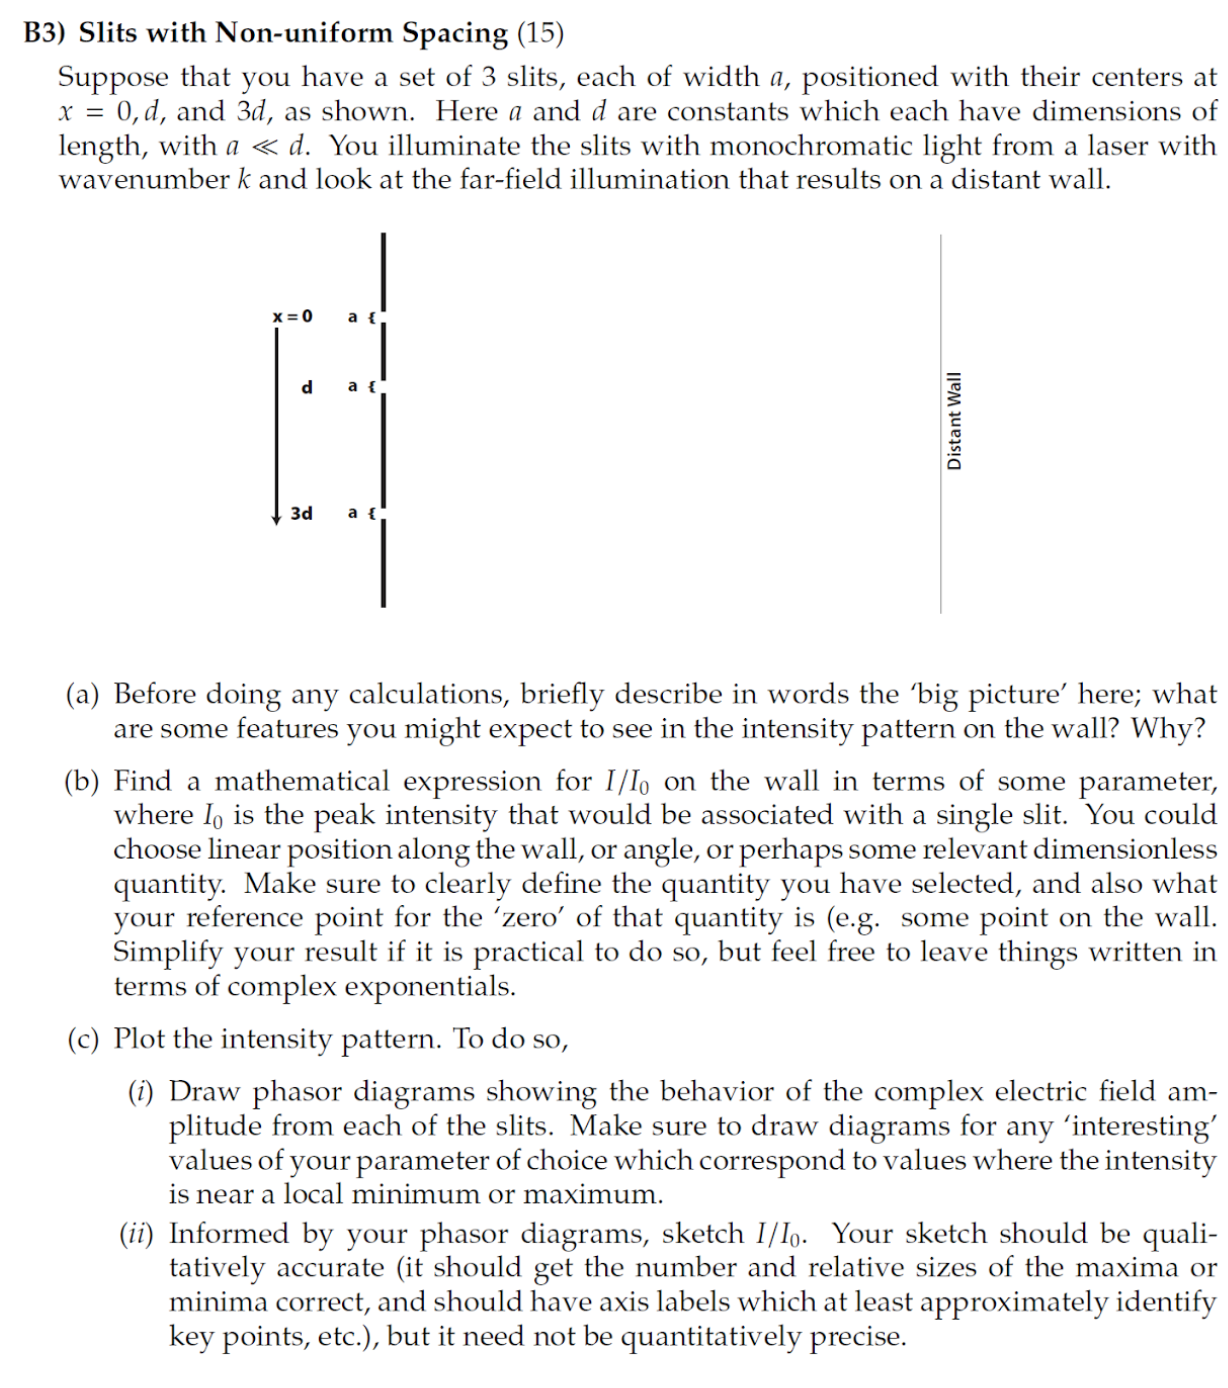 B3) Slits with Non-uniform Spacing (15)
Suppose that you have a set of 3 slits, each of width a, positioned with their centers at
x = 0, d, and 3d, as shown. Here a and d are constants which each have dimensions of
length, with a ≪ d. You illuminate the slits with monochromatic light from a laser with
wavenumber k and look at the far-field illumination that results on a distant wall.
x = 0 a {
d a {
3d a {
Distant Wall
(a) Before doing any calculations, briefly describe in words the ‘big picture’ here; what
are some features you might expect to see in the intensity pattern on the wall? Why?
(b) Find a mathematical expression for I/I₀ on the wall in terms of some parameter,
where I₀ is the peak intensity that would be associated with a single slit. You could
choose linear position along the wall, or angle, or perhaps some relevant dimensionless
quantity. Make sure to clearly define the quantity you have selected, and also what
your reference point for the ‘zero’ of that quantity is (e.g. some point on the wall.
Simplify your result if it is practical to do so, but feel free to leave things written in
terms of complex exponentials.
(c) Plot the intensity pattern. To do so,
(i) Draw phasor diagrams showing the behavior of the complex electric field am-
plitude from each of the slits. Make sure to draw diagrams for any ‘interesting’
values of your parameter of choice which correspond to values where the intensity
is near a local minimum or maximum.
(ii) Informed by your phasor diagrams, sketch I/I₀. Your sketch should be quali-
tatively accurate (it should get the number and relative sizes of the maxima or
minima correct, and should have axis labels which at least approximately identify
key points, etc.), but it need not be quantitatively precise.